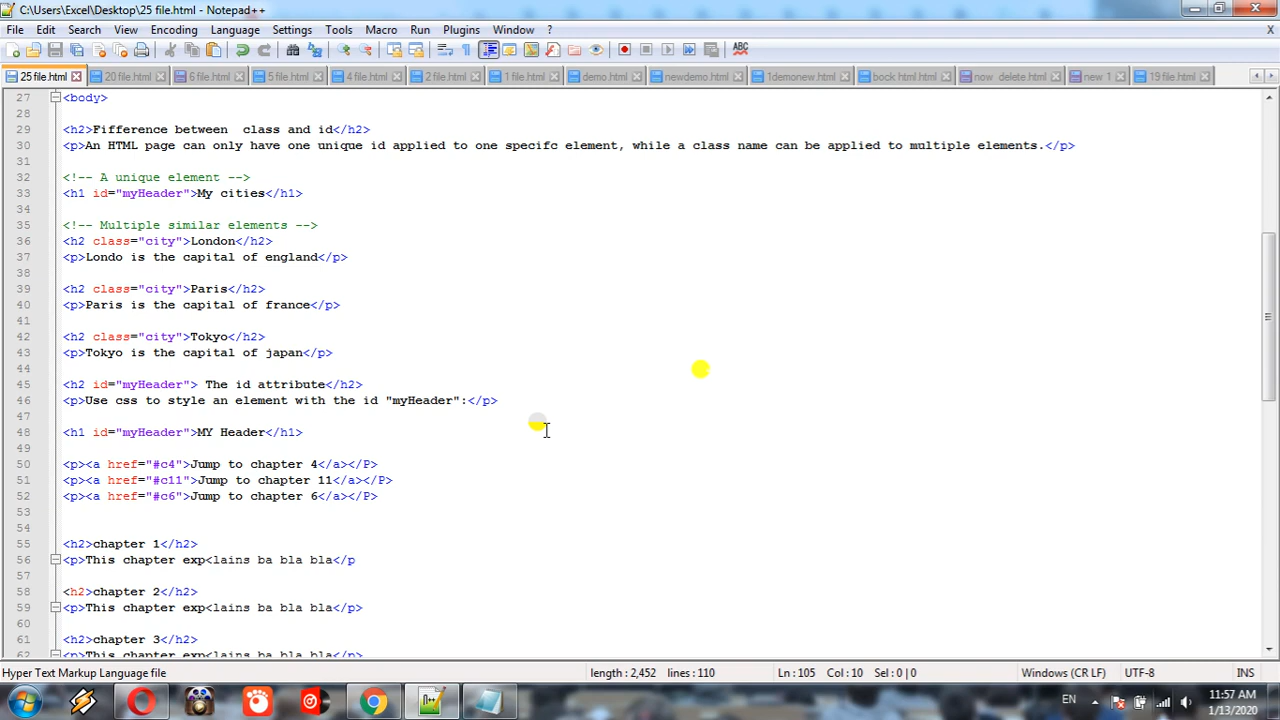 C:\Users\Excel\Desktop\25 file.html - Notepad++
File Edit Search View Encoding Language Settings Tools Macro Run Plugins Window ? X
25 file.html 20 file.html 6 file.html 5 file.html 4 file.html 2 file.html 1 file.html demo.html newdemo.html 1demonew.html bock html.html now delete.html new 1 19 file.html
27 <body>
28
29 <h2>Fifference between  class and id</h2>
30 <p>An HTML page can only have one unique id applied to one specifc element, while a class name can be applied to multiple elements.</p>
31
32 <!-- A unique element -->
33 <h1 id="myHeader">My cities</h1>
34
35 <!-- Multiple similar elements -->
36 <h2 class="city">London</h2>
37 <p>Londo is the capital of england</p>
38
39 <h2 class="city">Paris</h2>
40 <p>Paris is the capital of france</p>
41
42 <h2 class="city">Tokyo</h2>
43 <p>Tokyo is the capital of japan</p>
44
45 <h2 id="myHeader"> The id attribute</h2>
46 <p>Use css to style an element with the id "myHeader":</p>
47
48 <h1 id="myHeader">MY Header</h1>
49
50 <p><a href="#c4">Jump to chapter 4</a></P>
51 <p><a href="#c11">Jump to chapter 11</a></P>
52 <p><a href="#c6">Jump to chapter 6</a></P>
53
54
55 <h2>chapter 1</h2>
56 <p>This chapter exp<lains ba bla bla</p
57
58 <h2>chapter 2</h2>
59 <p>This chapter exp<lains ba bla bla</p>
60
61 <h2>chapter 3</h2>
62 <p>This chapter exp<lains ba bla bla</p>
Hyper Text Markup Language file length : 2,452 lines : 110 Ln : 105 Col : 10 Sel : 0 | 0 Windows (CR LF) UTF-8 INS
EN 11:57 AM
1/13/2020